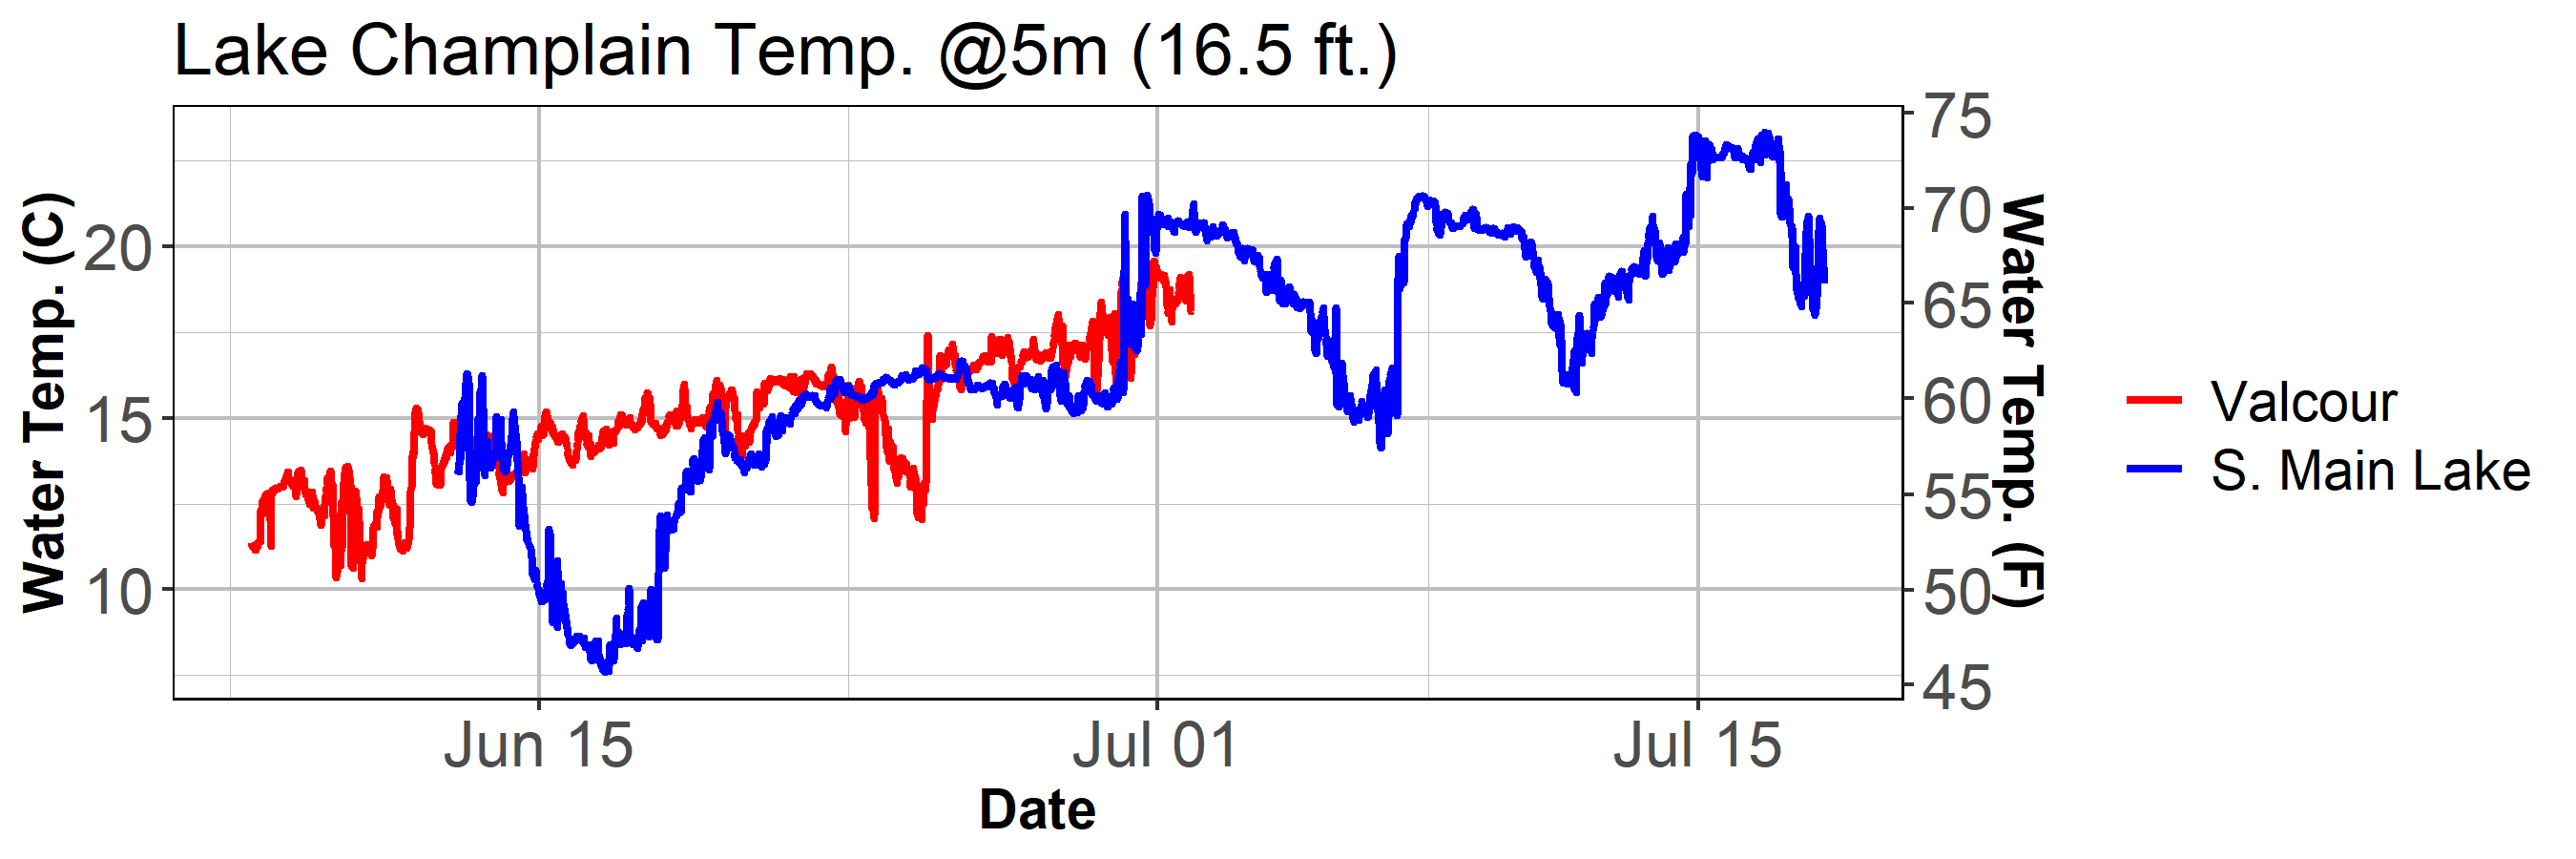 Lake Champlain Temp. @5m (16.5 ft.)
Water Temp. (C)
20
15
10
75
70
65
60
55
50
45
Water Temp. (F)
Jun 15
Jul 01
Jul 15
Date
Valcour
S. Main Lake